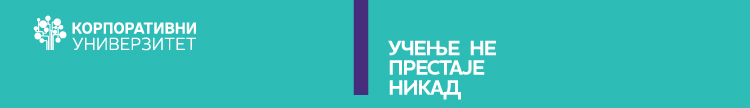 КОРПОРАТИВНИ
УНИВЕРЗИТЕТ
УЧЕЊЕ НЕ
ПРЕСТАЈЕ
НИКАД